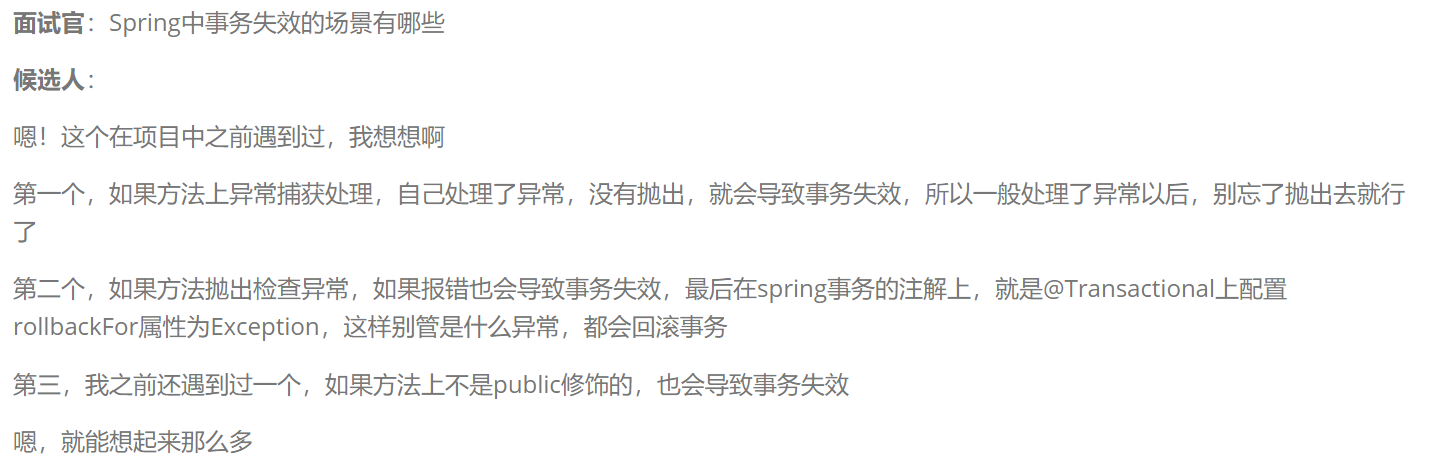 面试官：Spring中事务失效的场景有哪些
候选人：
嗯！这个在项目中之前遇到过，我想想啊
第一个，如果方法上异常捕获处理，自己处理了异常，没有抛出，就会导致事务失效，所以一般处理了异常以后，别忘了抛出去就行
了
第二个，如果方法抛出检查异常，如果报错也会导致事务失效，最后在spring事务的注解上，就是@Transactional上配置
rollbackFor属性为Exception，这样别管是什么异常，都会回滚事务
第三，我之前还遇到过一个，如果方法上不是public修饰的，也会导致事务失效
嗯，就能想起来那么多